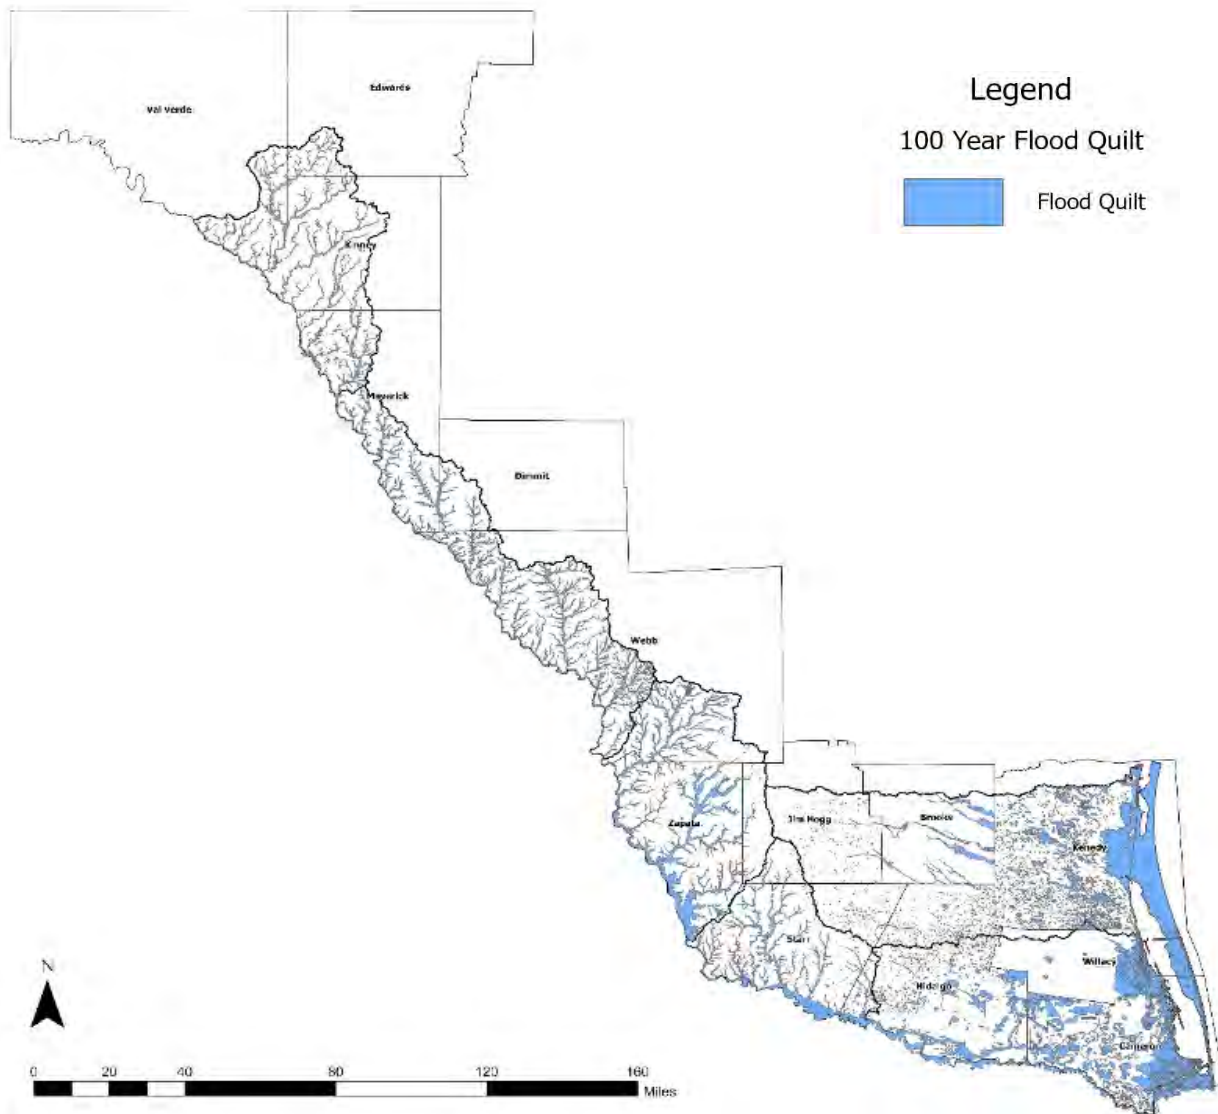 Legend
100 Year Flood Quilt
Flood Quilt
Edwards
Val Verde
Kinney
Maverick
Dimmit
Webb
Zapata
Jim Hogg
Brooks
Kenedy
Starr
Hidalgo
Willacy
Cameron
N
0 20 40 80 120 160
Miles